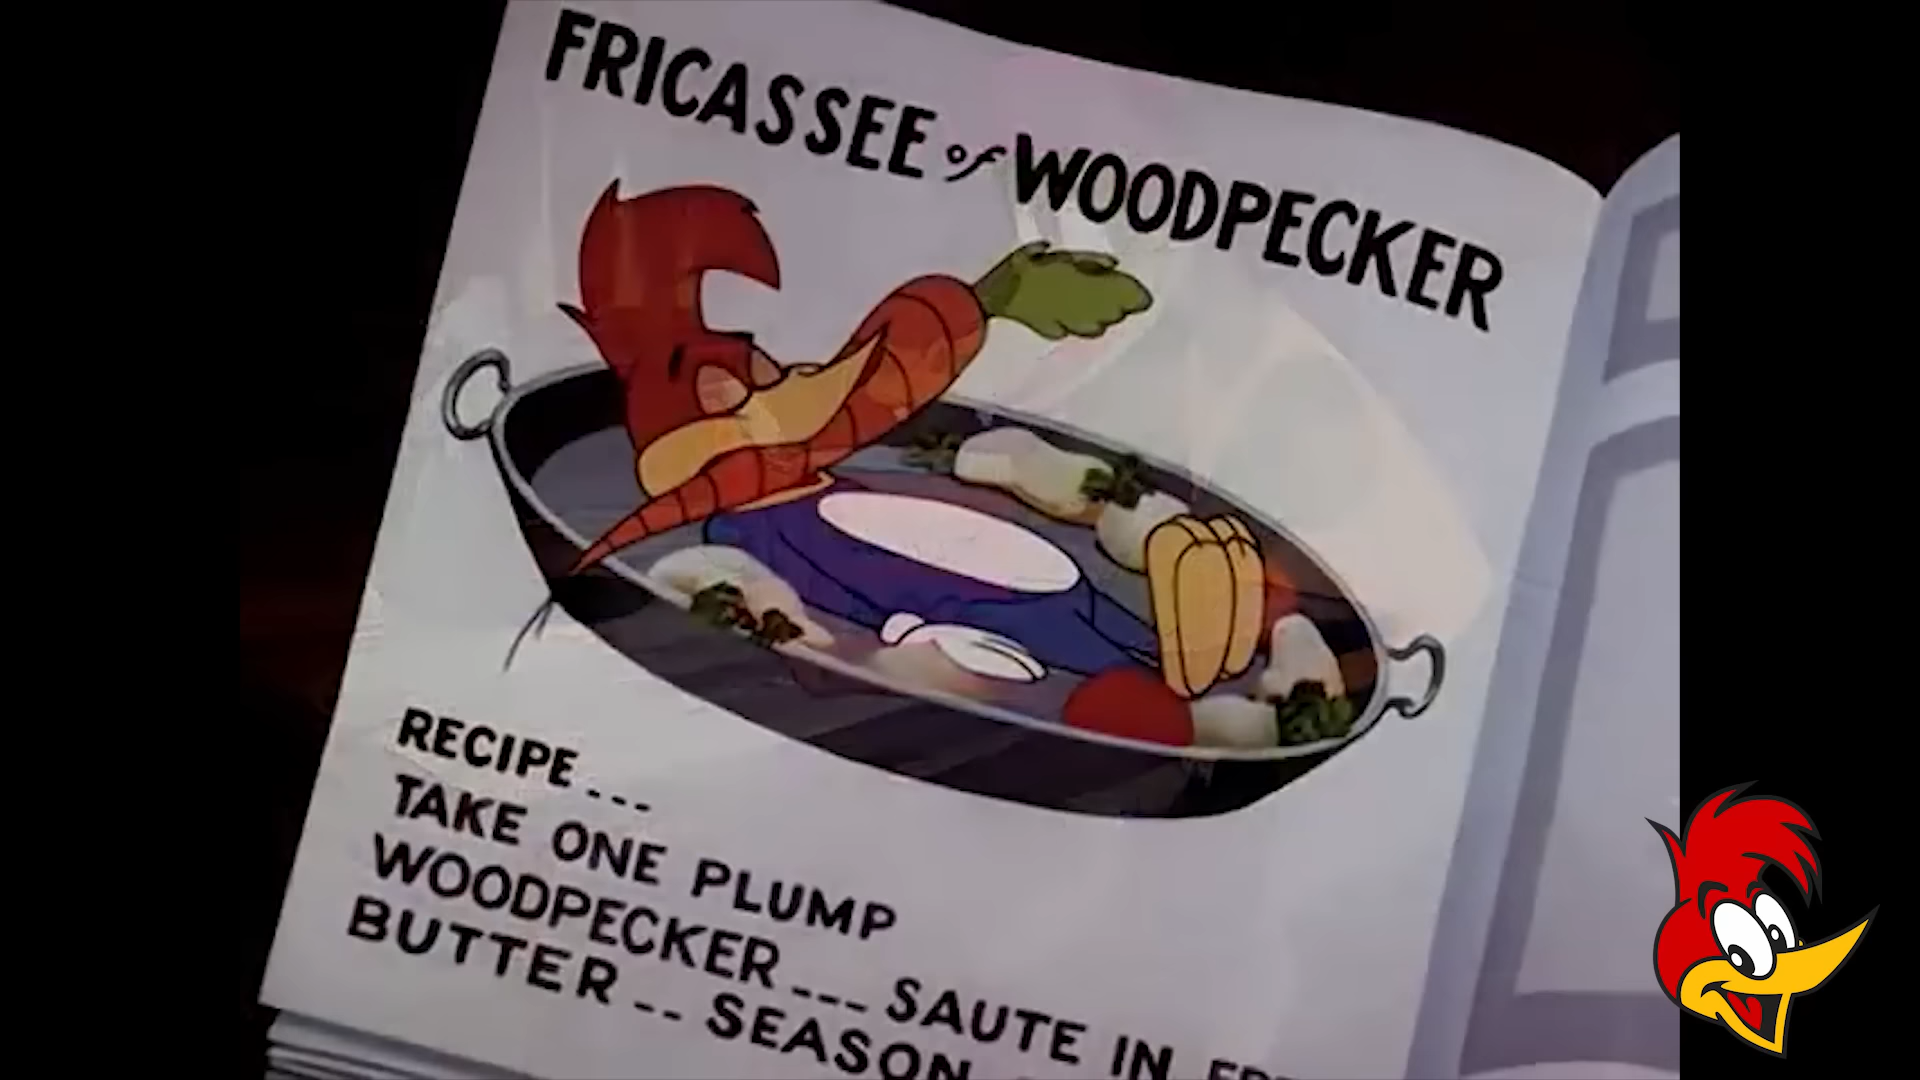 FRICASSEE of WOODPECKER
RECIPE...
TAKE ONE PLUMP
WOODPECKER --- SAUTE IN
BUTTER -- SEASON